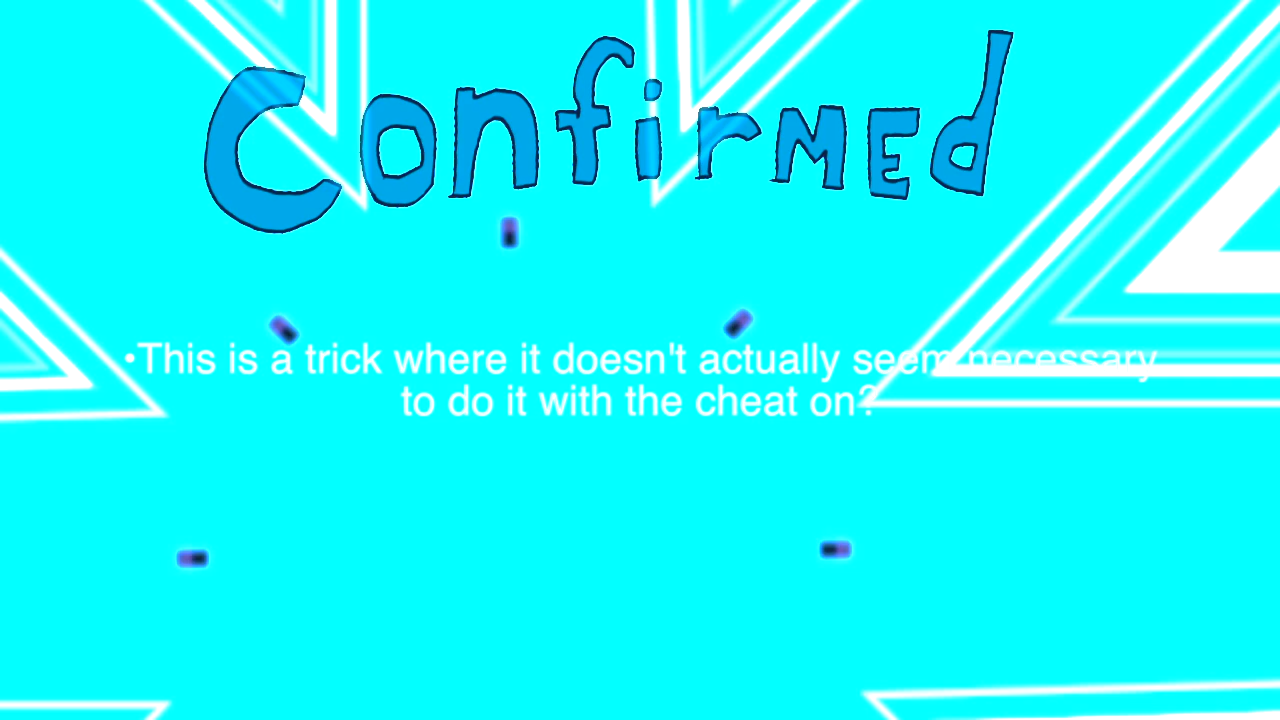 Confirmed
•This is a trick where it doesn't actually seem necessary
to do it with the cheat on?